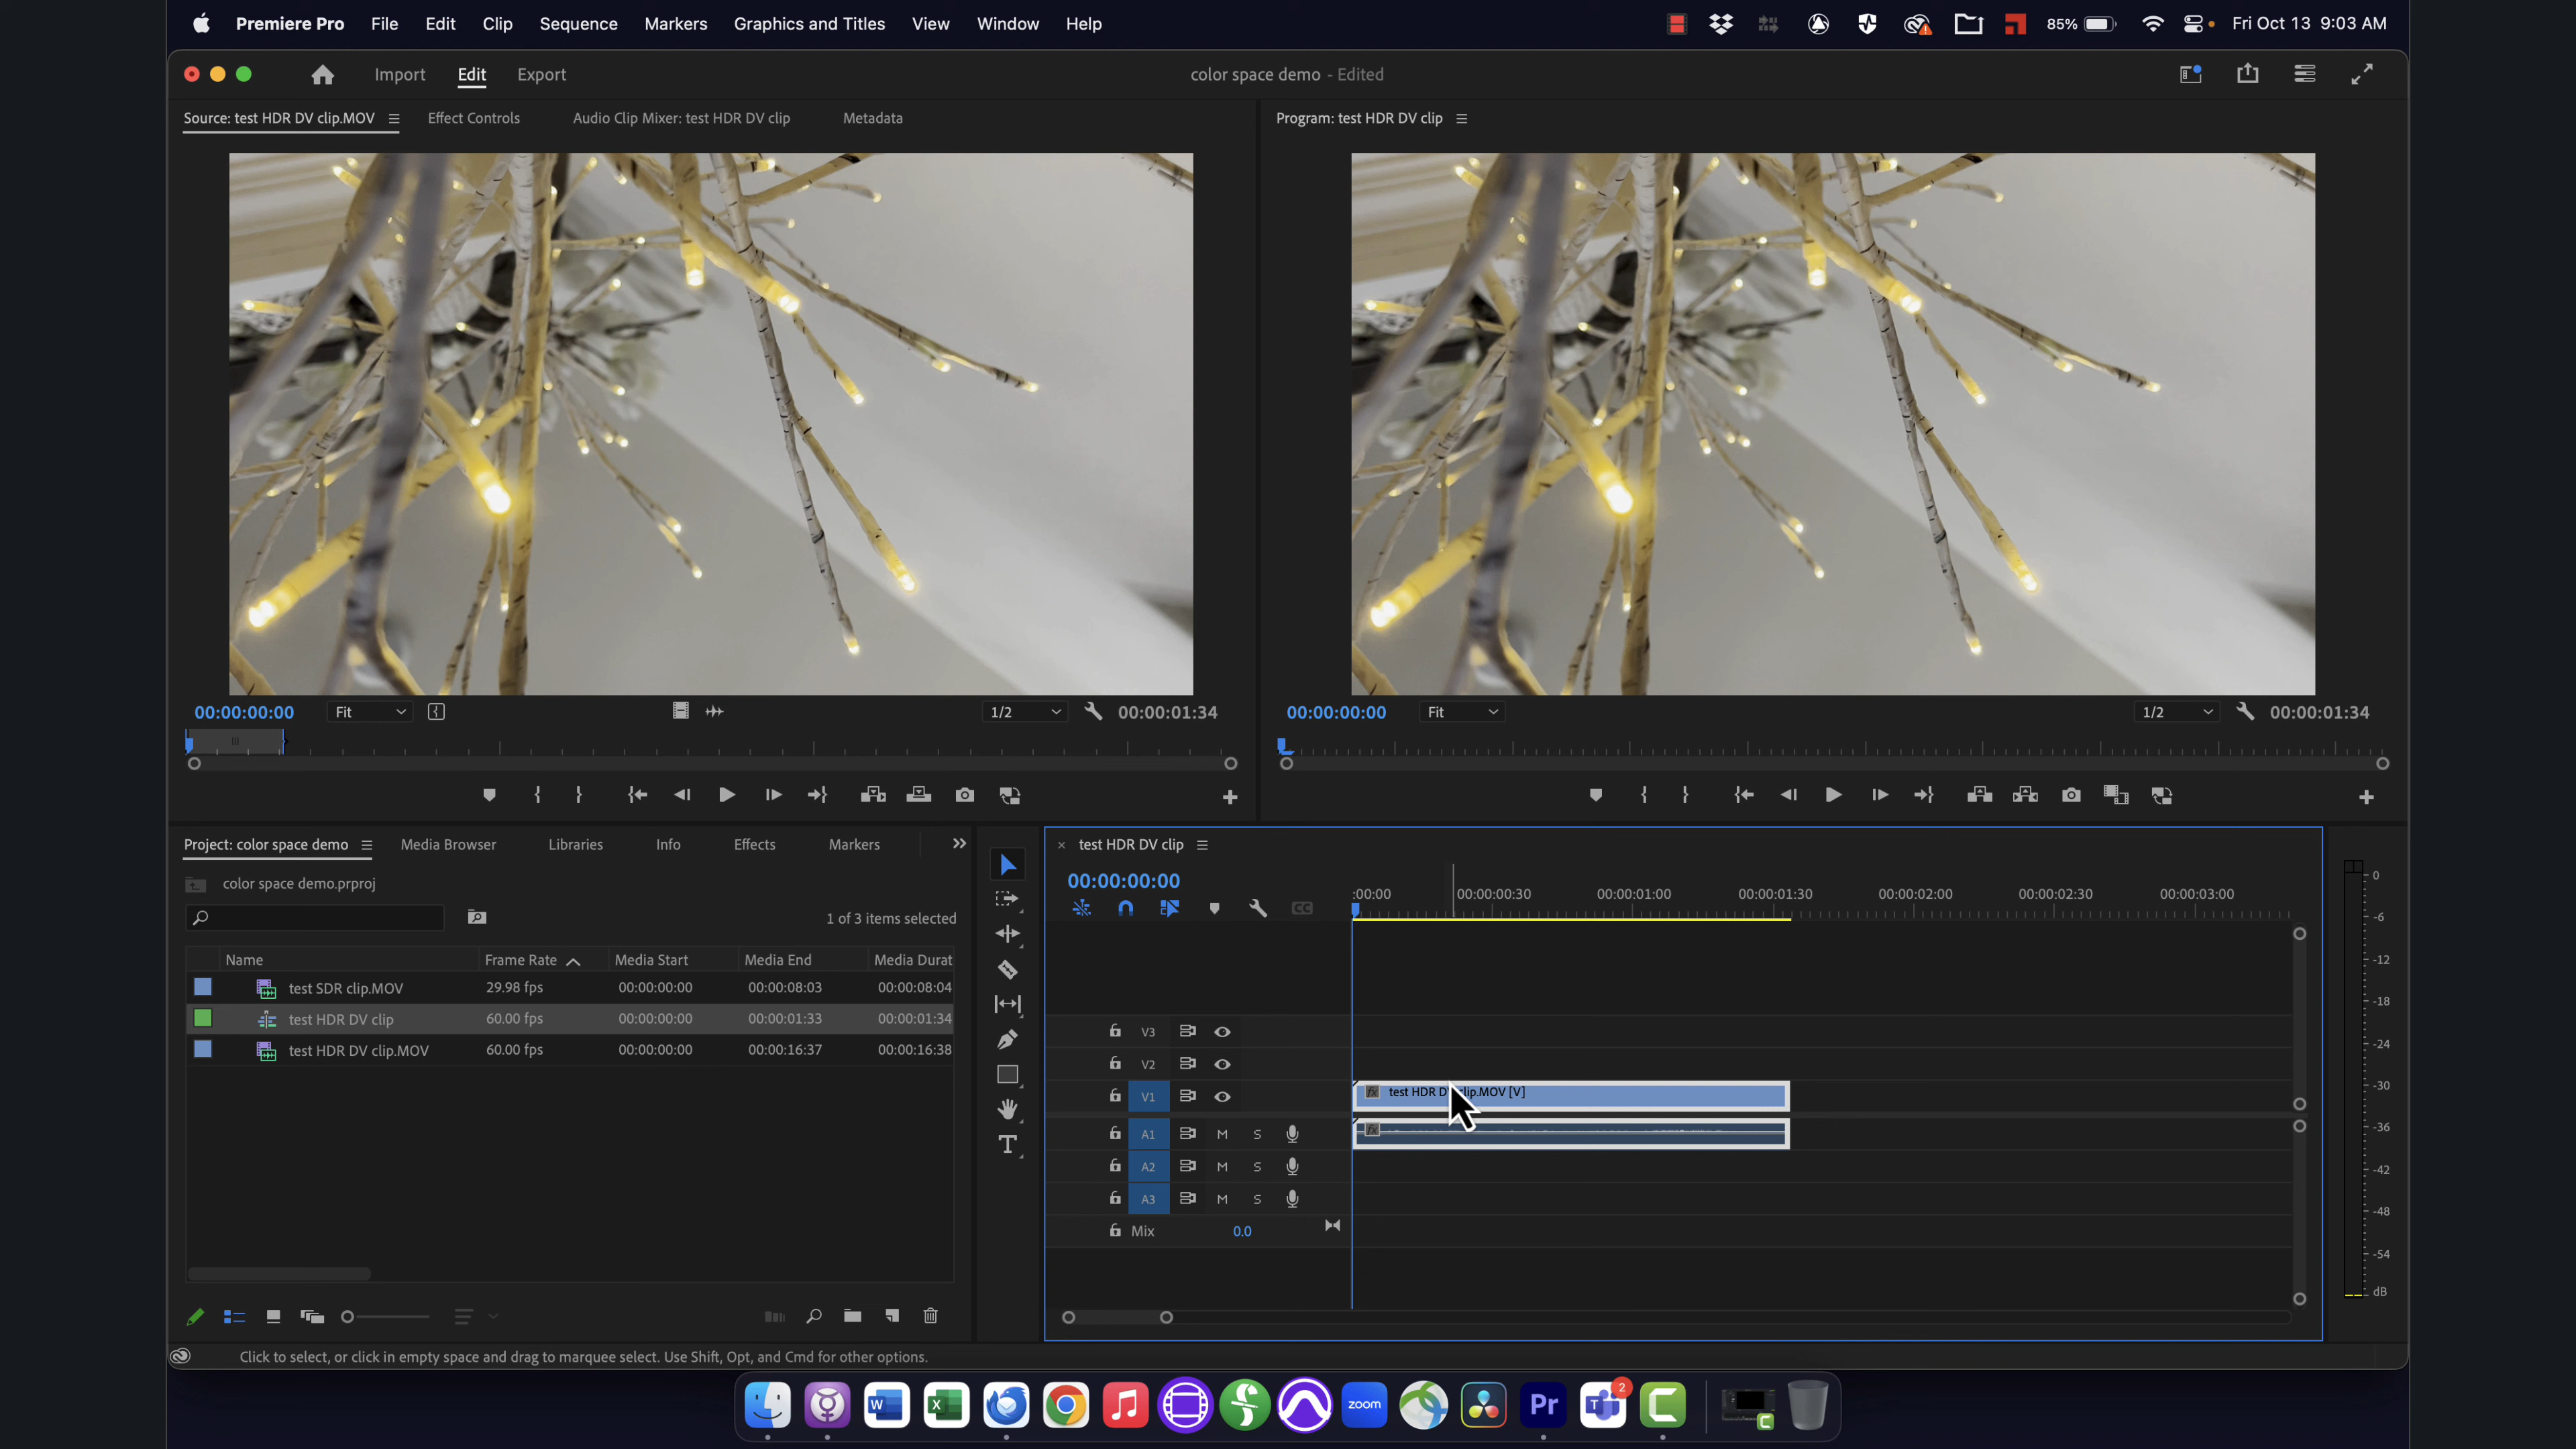 Premiere Pro File Edit Clip Sequence Markers Graphics and Titles View Window Help 85% Fri Oct 13 9:03 AM
Import Edit Export color space demo - Edited
Source: test HDR DV clip.MOV Effect Controls Audio Clip Mixer: test HDR DV clip Metadata Program: test HDR DV clip
00:00:00:00 Fit 1/2 00:00:01:34 00:00:00:00 Fit 1/2 00:00:01:34
Project: color space demo Media Browser Libraries Info Effects Markers test HDR DV clip
color space demo.prproj 00:00:00:00
:00:00 00:00:00:30 00:00:01:00 00:00:01:30 00:00:02:00 00:00:02:30 00:00:03:00
1 of 3 items selected
Name Frame Rate Media Start Media End Media Durat
test SDR clip.MOV 29.98 fps 00:00:00:00 00:00:08:03 00:00:08:04
test HDR DV clip 60.00 fps 00:00:00:00 00:00:01:33 00:00:01:34
test HDR DV clip.MOV 60.00 fps 00:00:00:00 00:00:16:37 00:00:16:38
V3
V2
V1 test HDR D clip.MOV [V]
fx
A1 M S fx
A2 M S
A3 M S
Mix 0.0
0
-6
-12
-18
-24
-30
-36
-42
-48
-54
dB
Click to select, or click in empty space and drag to marquee select. Use Shift, Opt, and Cmd for other options.
W X zoom Pr 2